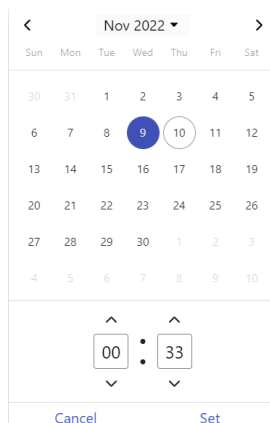 Nov 2022
Sun Mon Tue Wed Thu Fri Sat
30 31 1 2 3 4 5
6 7 8 9 10 11 12
13 14 15 16 17 18 19
20 21 22 23 24 25 26
27 28 29 30 1 2 3
4 5 6 7 8 9 10
00 : 33
Cancel Set